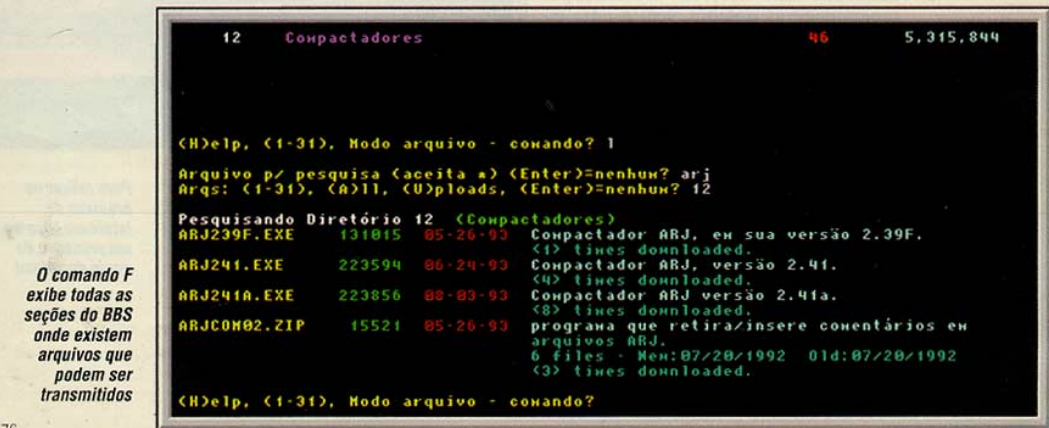 12 Compactadores 46 5,315,844
(H)elp, (1-31), Modo arquivo - comando? l
Arquivo p/ pesquisa (aceita *) (Enter)=nenhum? arj
Arqs: (1-31), (A)ll, (U)ploads, (Enter)=nenhum? 12
Pesquisando Diretório 12 (Compactadores)
ARJ239F.EXE 131015 05-26-93 Compactador ARJ, em sua versão 2.39F.
(1) times downloaded.
ARJ241.EXE 223594 06-24-93 Compactador ARJ, versão 2.41.
(4) times downloaded.
ARJ241A.EXE 223856 08-03-93 Compactador ARJ versão 2.41a.
(8) times downloaded.
ARJCOM02.ZIP 15521 05-26-93 programa que retira/insere comentários em
arquivos ARJ.
6 files - New:07/20/1992 Old:07/20/1992
(3) times downloaded.
(H)elp, (1-31), Modo arquivo - comando?
O comando F
exibe todas as
seções do BBS
onde existem
arquivos que
podem ser
transmitidos
76